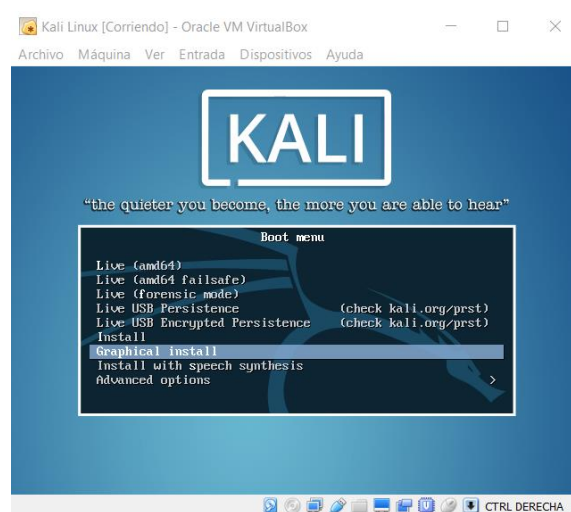 Kali Linux [Corriendo] - Oracle VM VirtualBox
Archivo Máquina Ver Entrada Dispositivos Ayuda
KALI
“the quieter you become, the more you are able to hear”
Boot menu
Live (amd64)
Live (amd64 failsafe)
Live (forensic mode)
Live USB Persistence (check kali.org/prst)
Live USB Encrypted Persistence (check kali.org/prst)
Install
Graphical install
Install with speech synthesis
Advanced options >
CTRL DERECHA